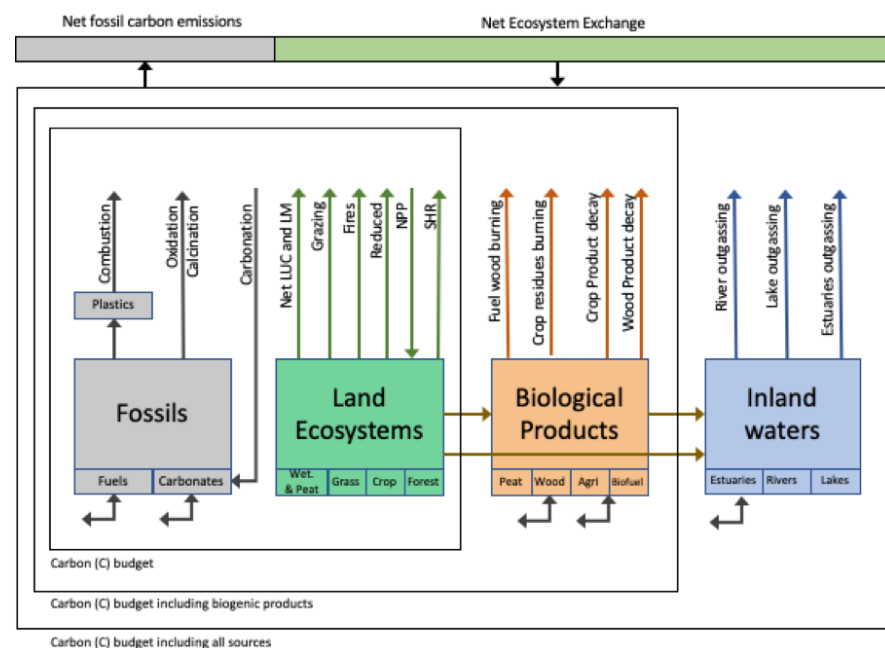 Net fossil carbon emissions
Net Ecosystem Exchange
Combustion
Oxidation
Calcination
Carbonation
Net LUC and LM
Grazing
Fires
Reduced
NPP
SHR
Fuel wood burning
Crop residues burning
Crop Product decay
Wood Product decay
River outgassing
Lake outgassing
Estuaries outgassing
Plastics
Fossils
Land
Ecosystems
Biological
Products
Inland
waters
Fuels
Carbonates
Wet.
& Peat
Grass
Crop
Forest
Peat
Wood
Agri
Biofuel
Estuaries
Rivers
Lakes
Carbon (C) budget
Carbon (C) budget including biogenic products
Carbon (C) budget including all sources